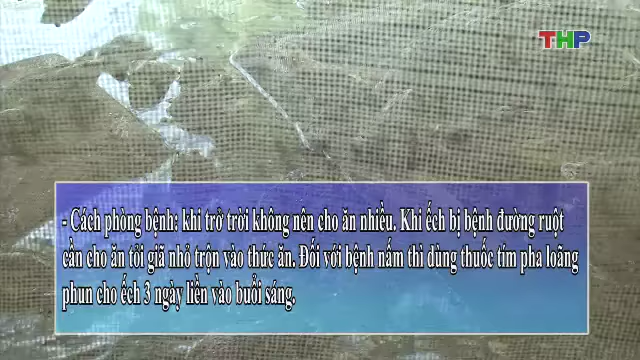 THP
- Cách phòng bệnh: khi trở trời không nên cho ăn nhiều. Khi ếch bị bệnh đường ruột
cần cho ăn tỏi giã nhỏ trộn vào thức ăn. Đối với bệnh nấm thì dùng thuốc tím pha loãng
phun cho ếch 3 ngày liền vào buổi sáng.